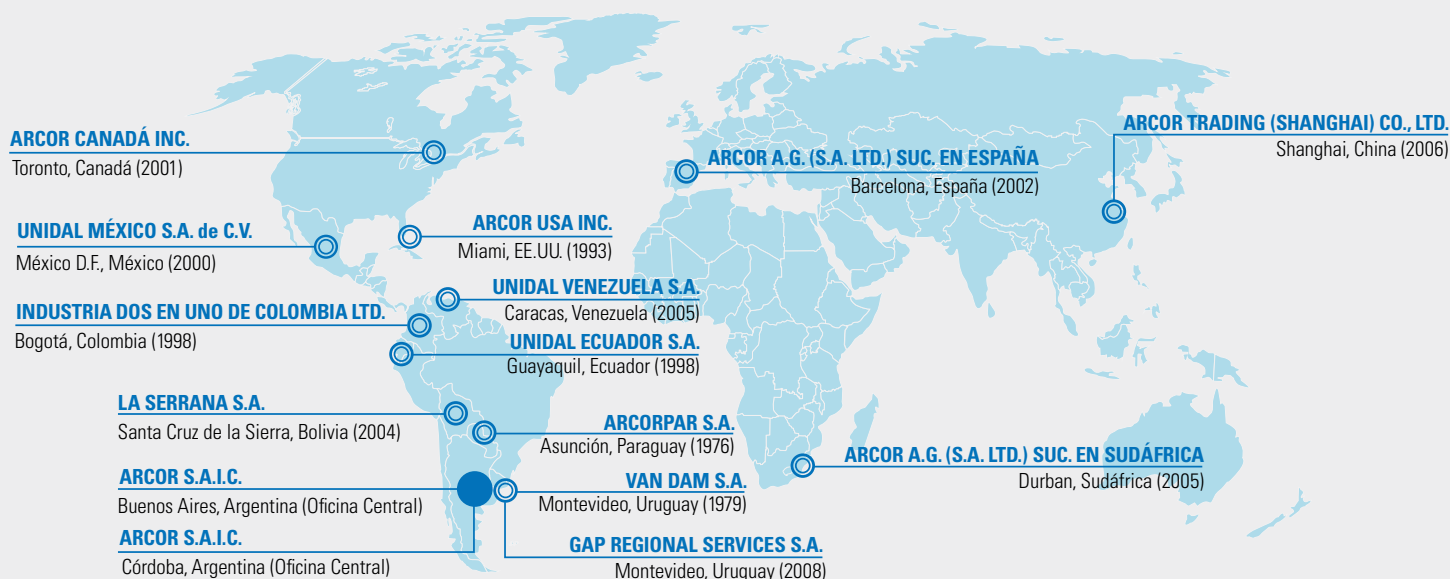 ARCOR CANADÁ INC.
Toronto, Canadá (2001)
UNIDAL MÉXICO S.A. de C.V.
México D.F., México (2000)
INDUSTRIA DOS EN UNO DE COLOMBIA LTD.
Bogotá, Colombia (1998)
LA SERRANA S.A.
Santa Cruz de la Sierra, Bolivia (2004)
ARCOR S.A.I.C.
Buenos Aires, Argentina (Oficina Central)
ARCOR S.A.I.C.
Córdoba, Argentina (Oficina Central)
ARCOR USA INC.
Miami, EE.UU. (1993)
UNIDAL VENEZUELA S.A.
Caracas, Venezuela (2005)
UNIDAL ECUADOR S.A.
Guayaquil, Ecuador (1998)
ARCORPAR S.A.
Asunción, Paraguay (1976)
VAN DAM S.A.
Montevideo, Uruguay (1979)
GAP REGIONAL SERVICES S.A.
Montevideo, Uruguay (2008)
ARCOR A.G. (S.A. LTD.) SUC. EN ESPAÑA
Barcelona, España (2002)
ARCOR TRADING (SHANGHAI) CO., LTD.
Shanghai, China (2006)
ARCOR A.G. (S.A. LTD.) SUC. EN SUDÁFRICA
Durban, Sudáfrica (2005)